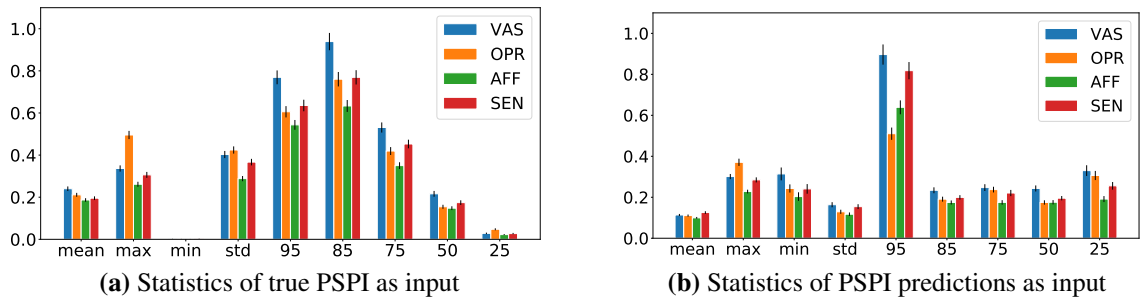 1.0
0.8
0.6
0.4
0.2
0.0
mean max min std 95 85 75 50 25
VAS
OPR
AFF
SEN
(a) Statistics of true PSPI as input
1.0
0.8
0.6
0.4
0.2
0.0
mean max min std 95 85 75 50 25
VAS
OPR
AFF
SEN
(b) Statistics of PSPI predictions as input